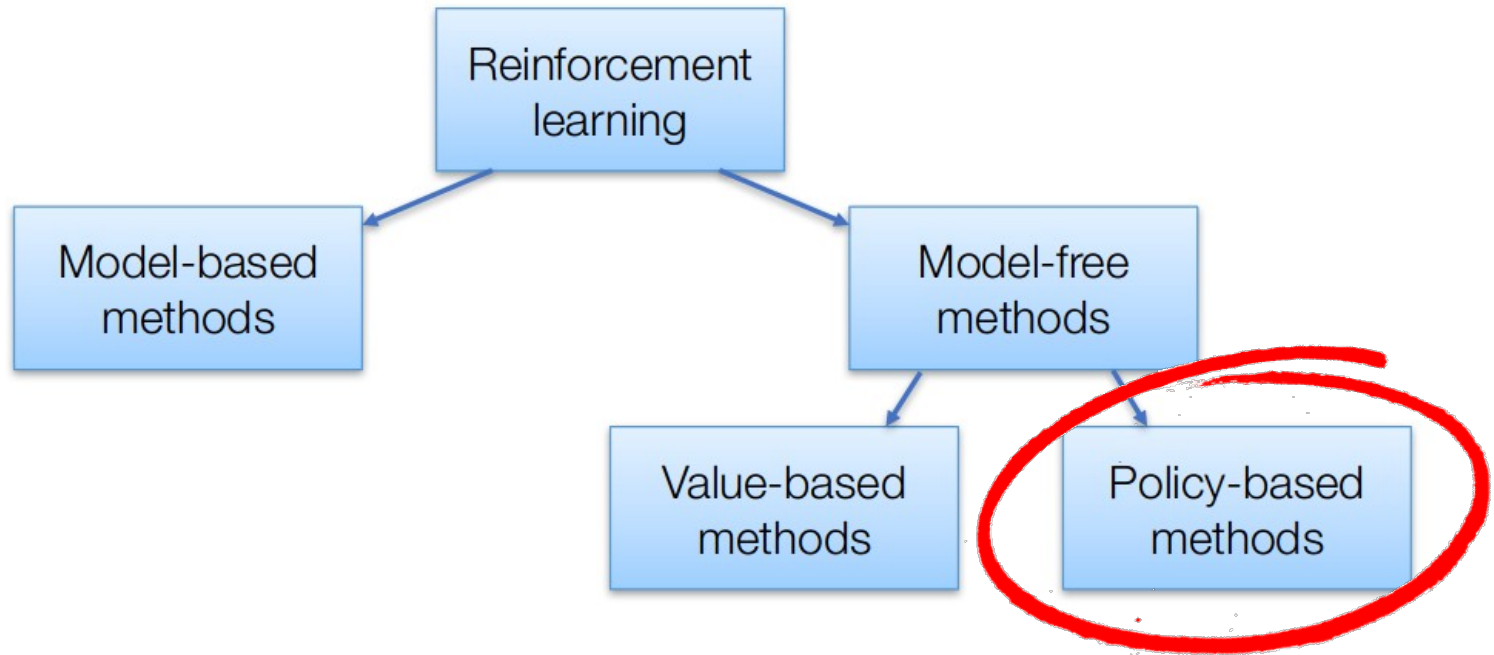 Reinforcement
learning
Model-based
methods
Model-free
methods
Value-based
methods
Policy-based
methods